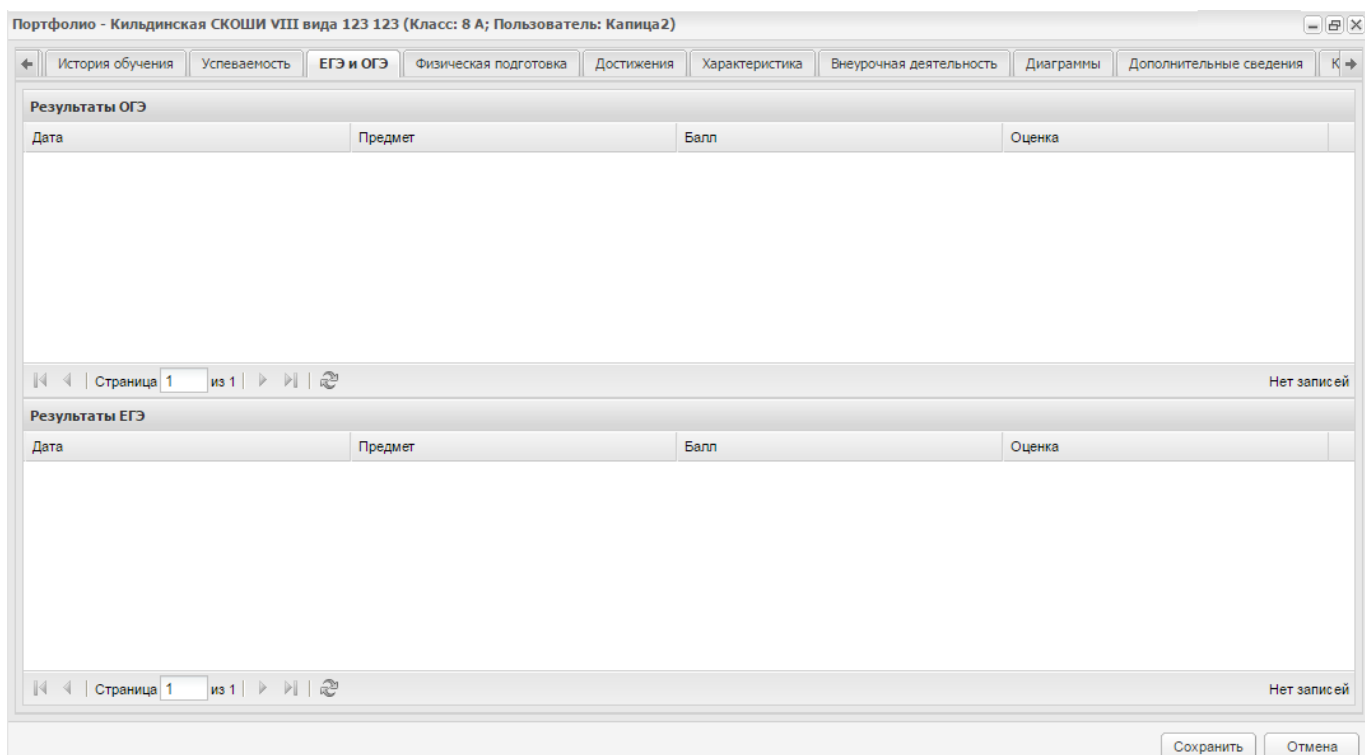 Портфолио - Кильдинская СКОШИ VIII вида 123 123 (Класс: 8 А; Пользователь: Капица2)
История обучения Успеваемость ЕГЭ и ОГЭ Физическая подготовка Достижения Характеристика Внеурочная деятельность Диаграммы Дополнительные сведения К
Результаты ОГЭ
Дата Предмет Балл Оценка
Страница 1 из 1 Нет записей
Результаты ЕГЭ
Дата Предмет Балл Оценка
Страница 1 из 1 Нет записей
Сохранить Отмена